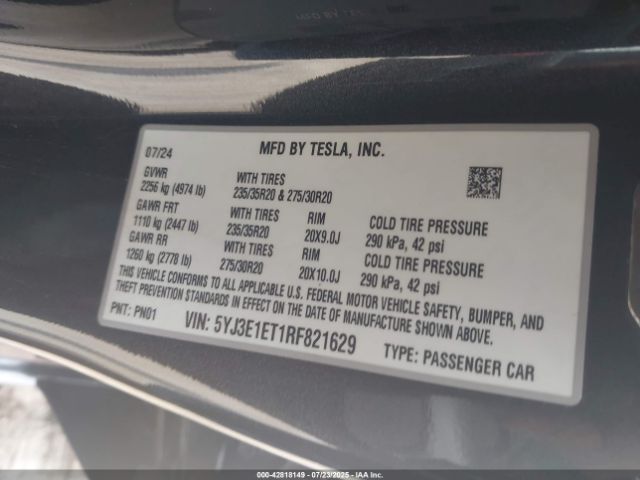 MFD BY TESLA, INC.
07/24
GVWR WITH TIRES
2256 kg (4974 lb) 235/35R20 & 275/30R20
GAWR FRT WITH TIRES RIM COLD TIRE PRESSURE
1110 kg (2447 lb) 235/35R20 20X9.0J 290 kPa, 42 psi
GAWR RR WITH TIRES RIM COLD TIRE PRESSURE
1260 kg (2778 lb) 275/30R20 20X10.0J 290 kPa, 42 psi
THIS VEHICLE CONFORMS TO ALL APPLICABLE U.S. FEDERAL MOTOR VEHICLE SAFETY, BUMPER, AND
THEFT PREVENTION STANDARDS IN EFFECT ON THE DATE OF MANUFACTURE SHOWN ABOVE.
PNT: PN01 VIN: 5YJ3E1ET1RF821629 TYPE: PASSENGER CAR
000-42818149 - 07/23/2025 - IAA Inc.